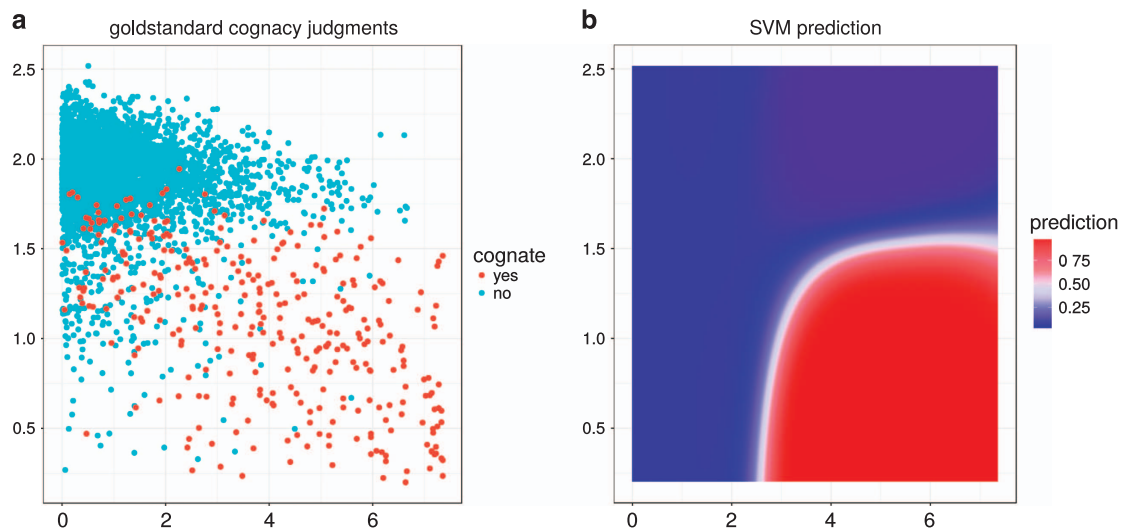 a
goldstandard cognacy judgments
2.5
2.0
1.5
1.0
0.5
0
2
4
6
cognate
yes
no
b
SVM prediction
2.5
2.0
1.5
1.0
0.5
0
2
4
6
prediction
0.75
0.50
0.25